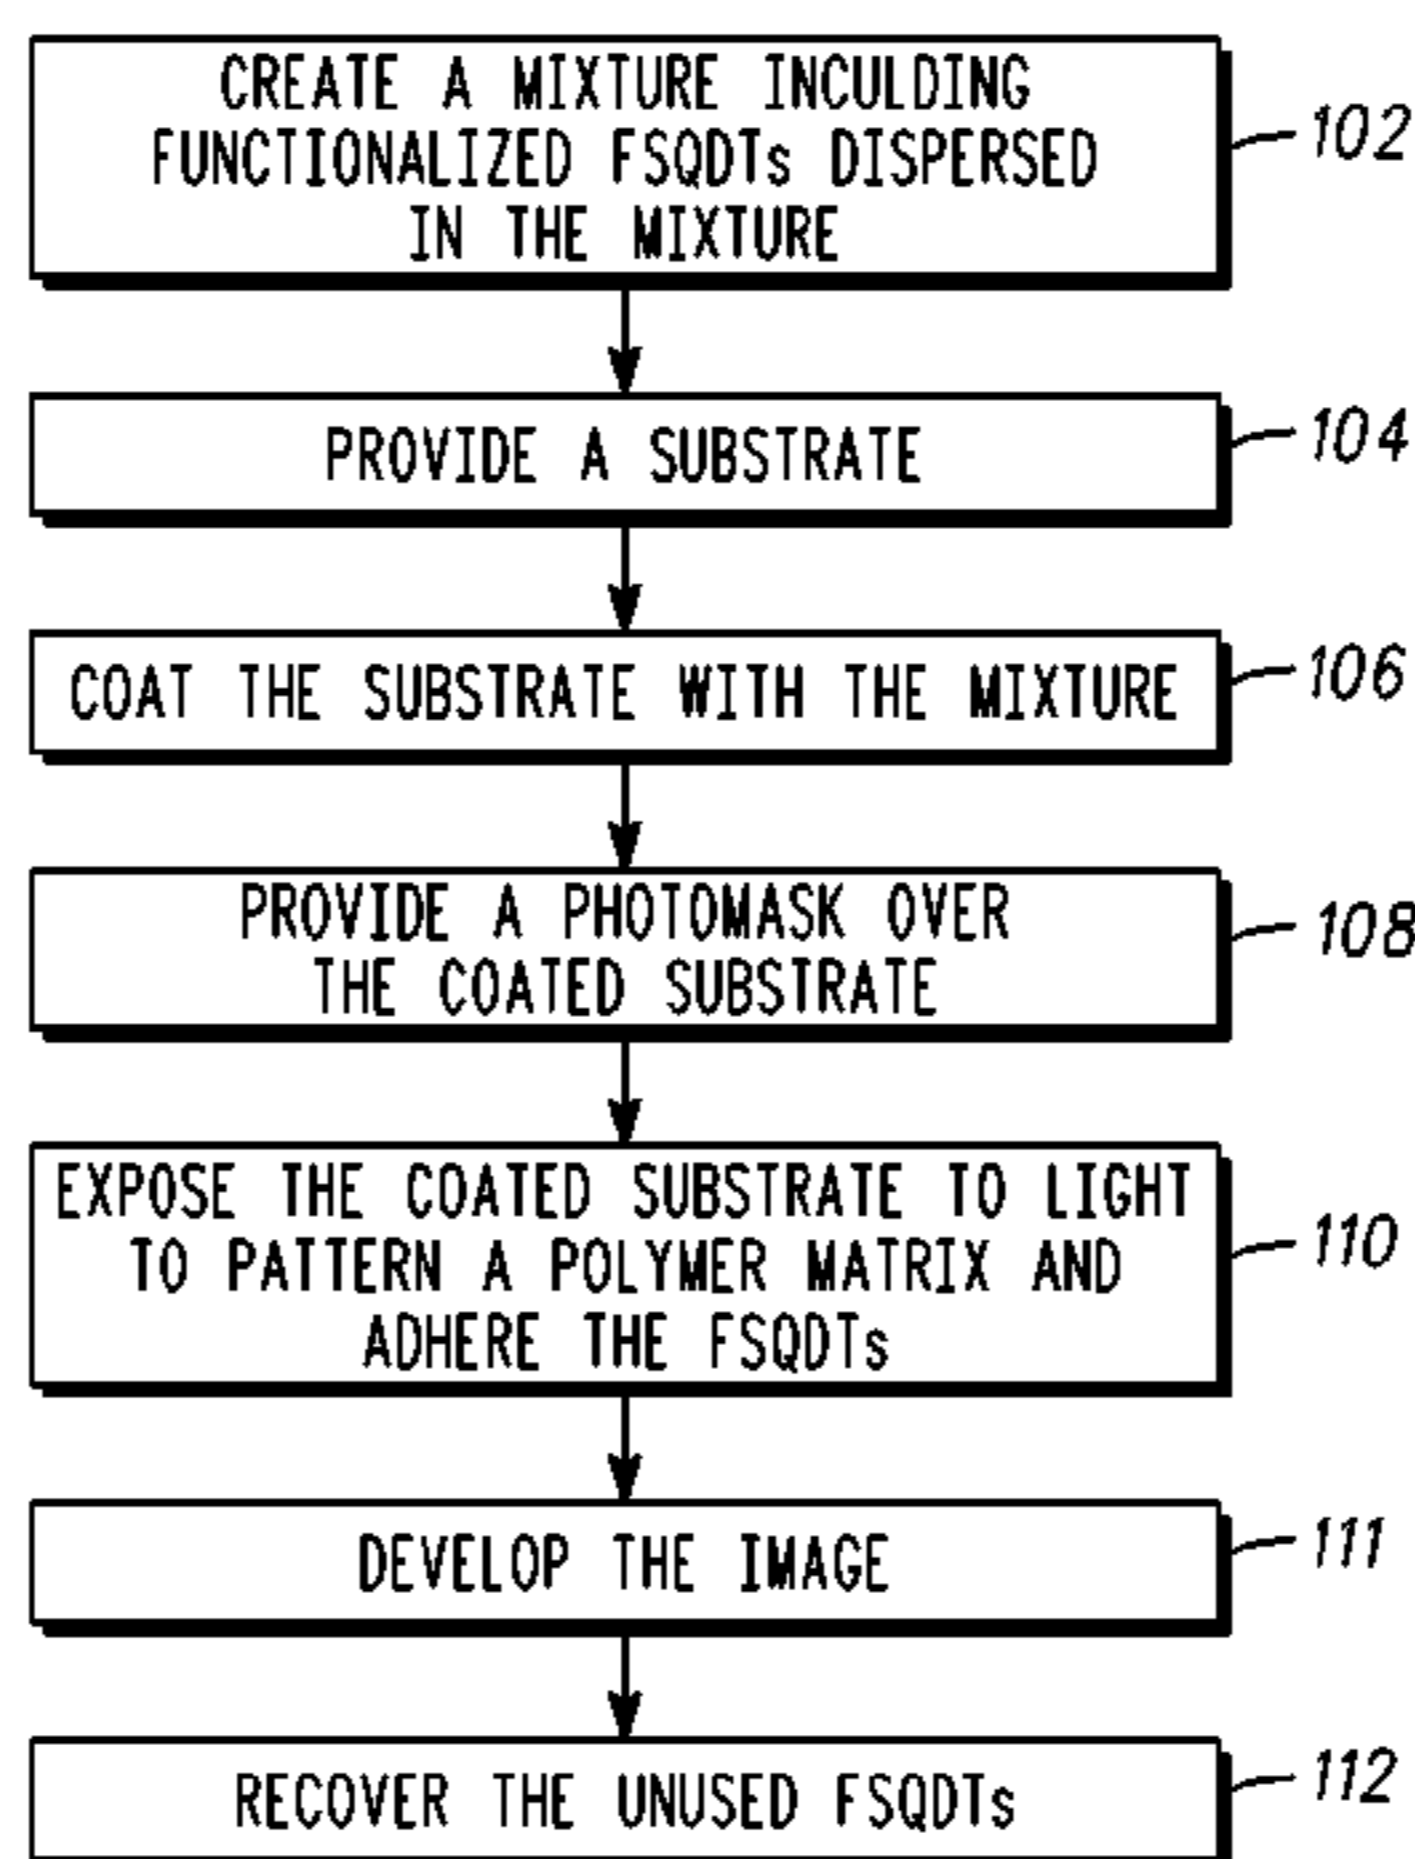 CREATE A MIXTURE INCULDING
FUNCTIONALIZED FSQDTs DISPERSED
IN THE MIXTURE
102
PROVIDE A SUBSTRATE
104
COAT THE SUBSTRATE WITH THE MIXTURE
106
PROVIDE A PHOTOMASK OVER
THE COATED SUBSTRATE
108
EXPOSE THE COATED SUBSTRATE TO LIGHT
TO PATTERN A POLYMER MATRIX AND
ADHERE THE FSQDTs
110
DEVELOP THE IMAGE
111
RECOVER THE UNUSED FSQDTs
112